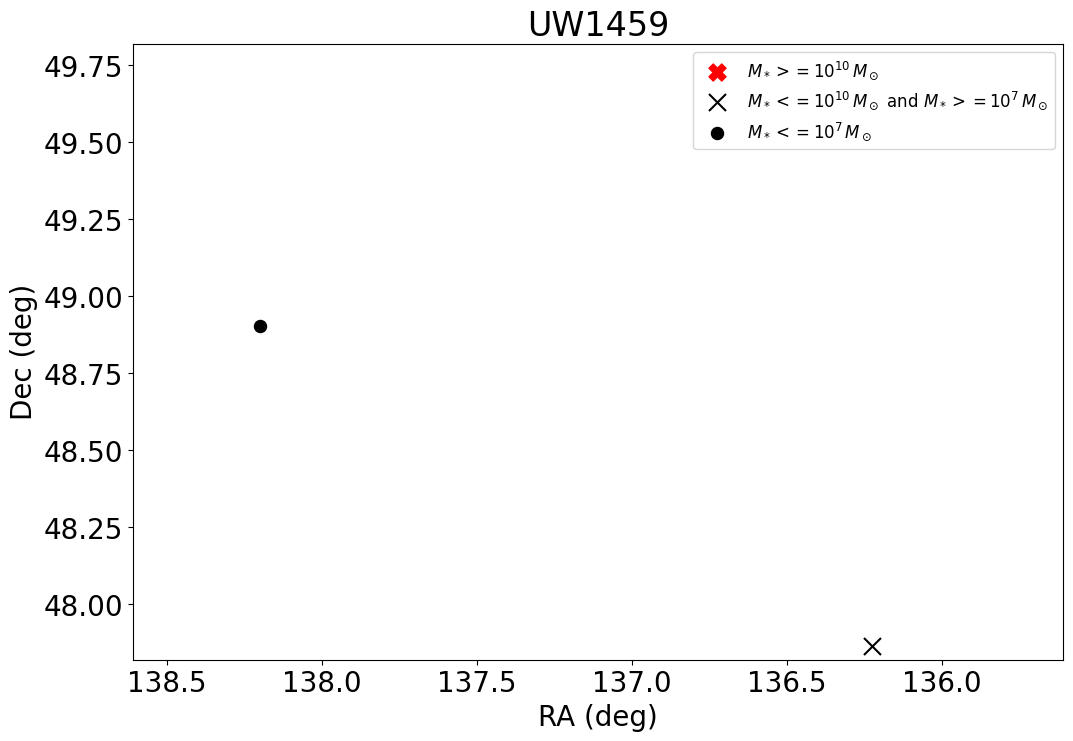 UW1459
M* >= 10^10 M⊙
M* <= 10^10 M⊙ and M* >= 10^7 M⊙
M* <= 10^7 M⊙
49.75
49.50
49.25
49.00
48.75
48.50
48.25
48.00
Dec (deg)
138.5 138.0 137.5 137.0 136.5 136.0
RA (deg)